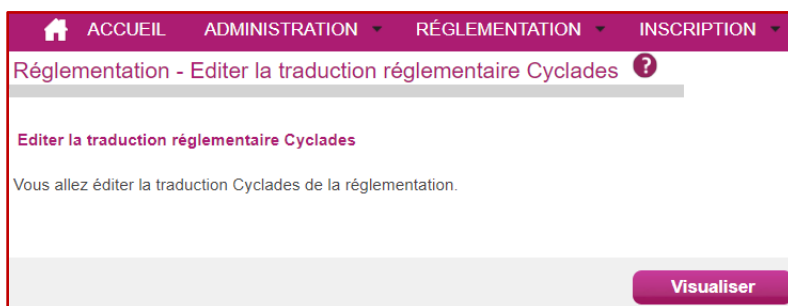 ACCUEIL ADMINISTRATION RÉGLEMENTATION INSCRIPTION
Réglementation - Editer la traduction réglementaire Cyclades ?
Editer la traduction réglementaire Cyclades
Vous allez éditer la traduction Cyclades de la réglementation.
Visualiser